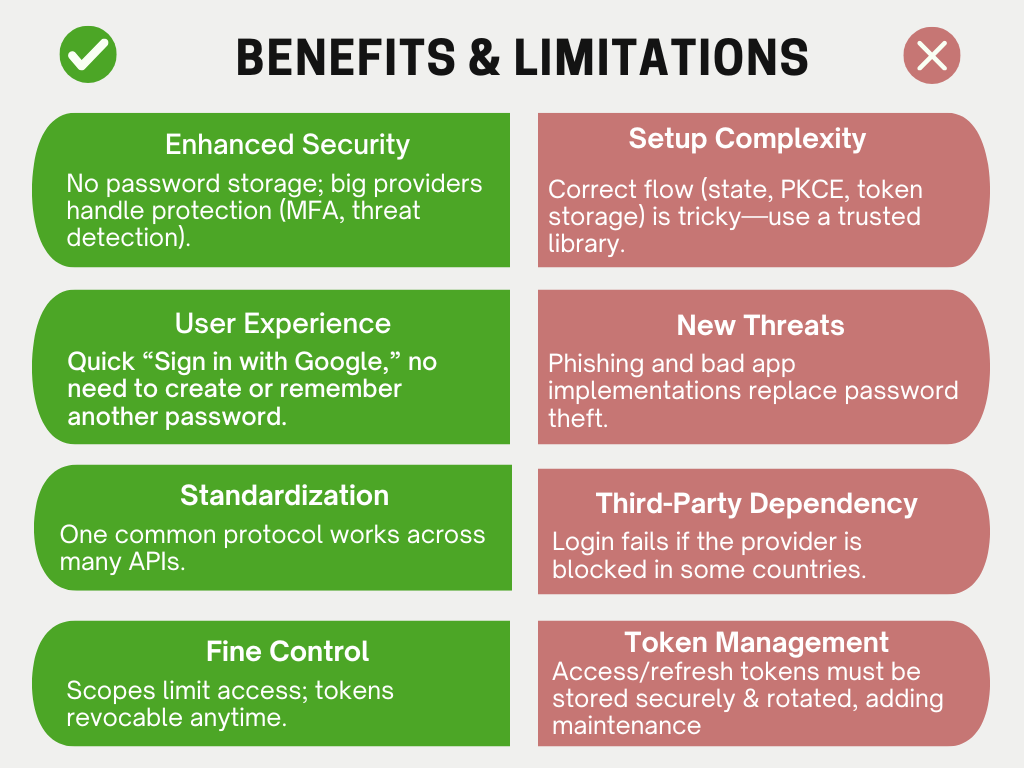 BENEFITS & LIMITATIONS
Enhanced Security
No password storage; big providers
handle protection (MFA, threat
detection).
Setup Complexity
Correct flow (state, PKCE, token
storage) is tricky—use a trusted
library.
User Experience
Quick “Sign in with Google,” no
need to create or remember
another password.
New Threats
Phishing and bad app
implementations replace password
theft.
Standardization
One common protocol works across
many APIs.
Third-Party Dependency
Login fails if the provider is
blocked in some countries.
Fine Control
Scopes limit access; tokens
revocable anytime.
Token Management
Access/refresh tokens must be
stored securely & rotated, adding
maintenance